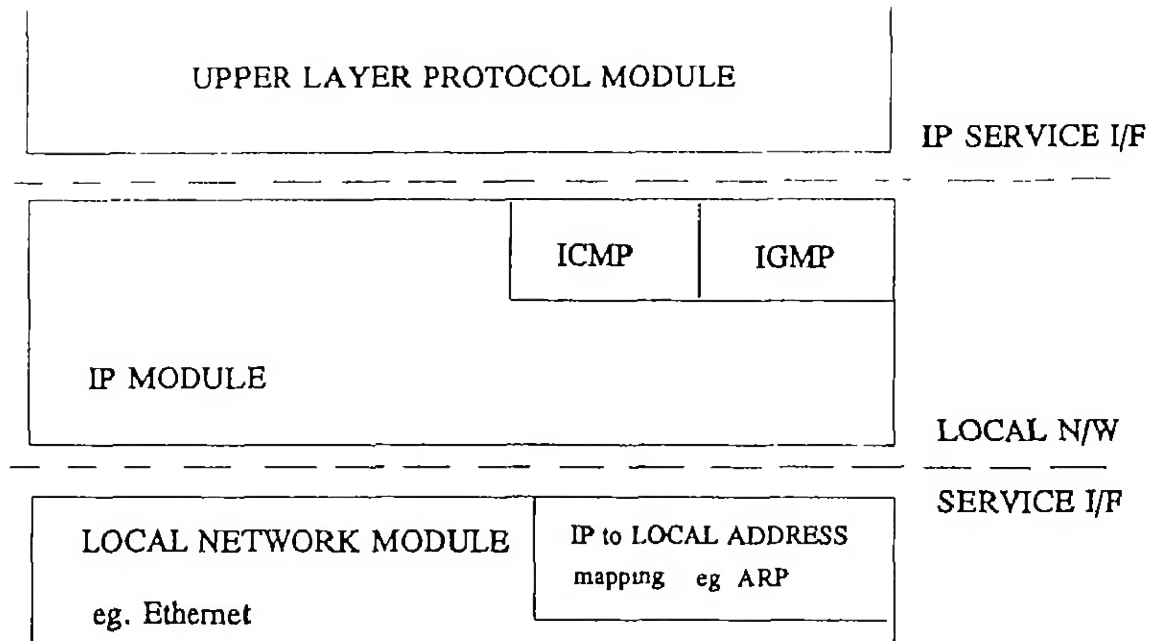 UPPER LAYER PROTOCOL MODULE
IP SERVICE I/F
ICMP
IGMP
IP MODULE
LOCAL N/W
SERVICE I/F
LOCAL NETWORK MODULE
eg. Ethernet
IP to LOCAL ADDRESS
mapping eg ARP